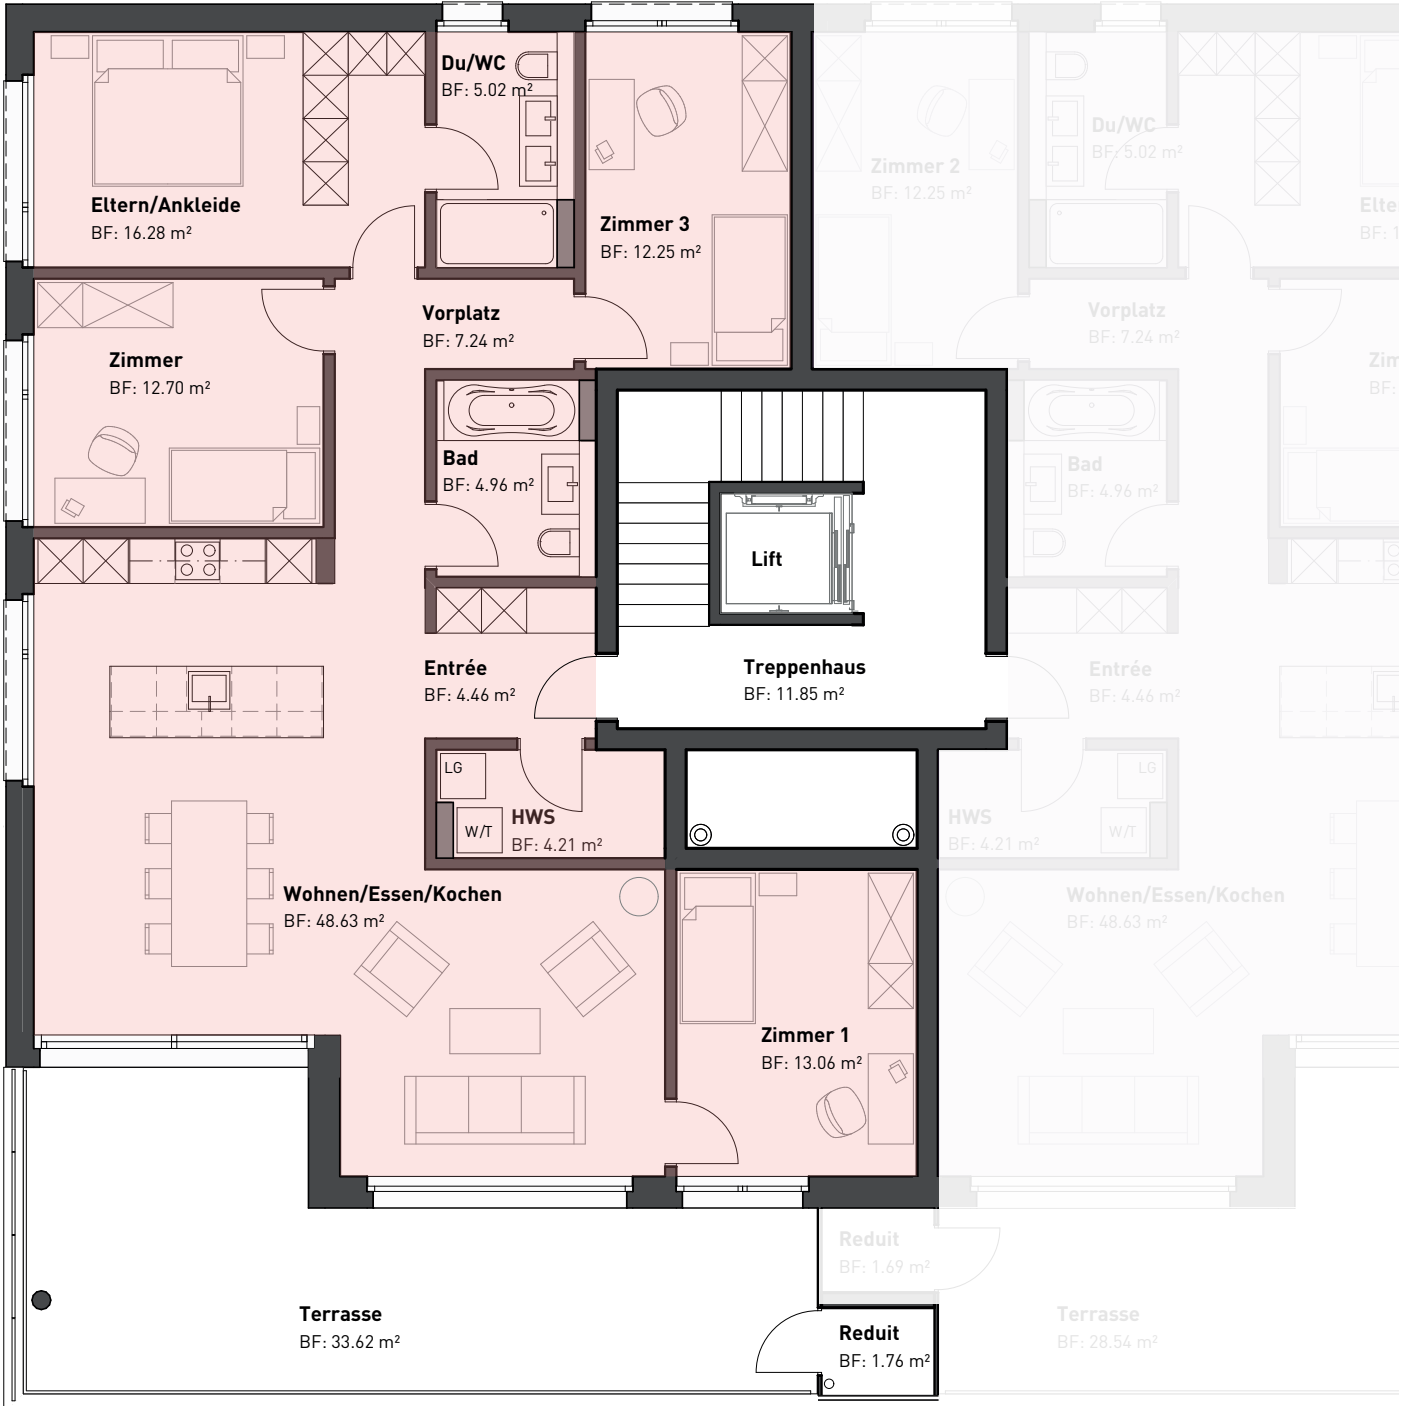 Du/WC
BF: 5.02 m²
Eltern/Ankleide
BF: 16.28 m²
Zimmer 3
BF: 12.25 m²
Zimmer 2
BF: 12.25 m²
Du/WC
BF: 5.02 m²
Elte
BF: 1
Vorplatz
BF: 7.24 m²
Zimmer
BF: 12.70 m²
Vorplatz
BF: 7.24 m²
Zim
BF:
Bad
BF: 4.96 m²
Lift
Bad
BF: 4.96 m²
Entrée
BF: 4.46 m²
Treppenhaus
BF: 11.85 m²
Entrée
BF: 4.46 m²
LG
W/T
HWS
BF: 4.21 m²
HWS
BF: 4.21 m²
LG
W/T
Wohnen/Essen/Kochen
BF: 48.63 m²
Wohnen/Essen/Kochen
BF: 48.63 m²
Zimmer 1
BF: 13.06 m²
Reduit
BF: 1.69 m²
Terrasse
BF: 33.62 m²
Reduit
BF: 1.76 m²
Terrasse
BF: 28.54 m²